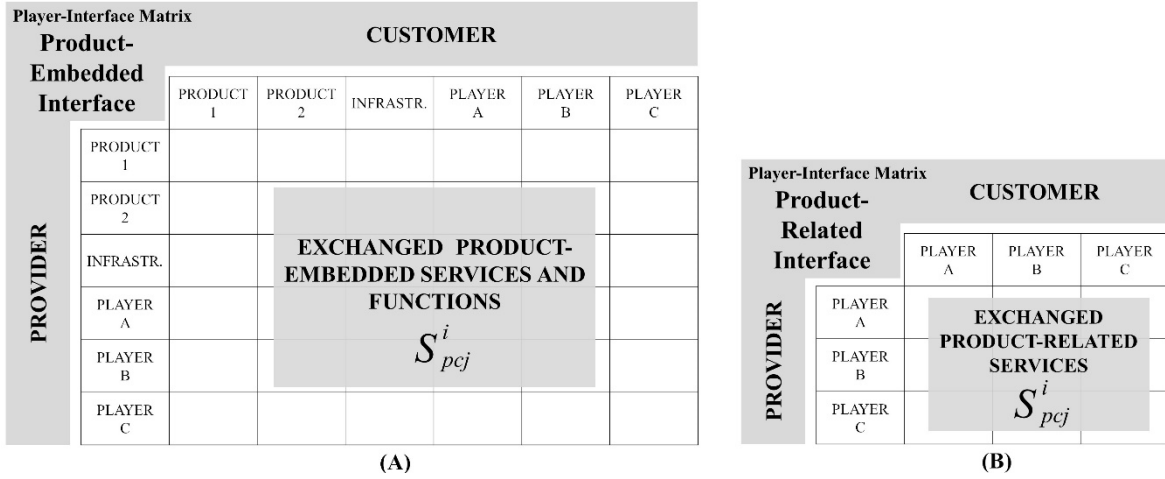 Player-Interface Matrix
Product-
Embedded
Interface
CUSTOMER
PROVIDER
PRODUCT
1
PRODUCT
2
INFRASTR.
PLAYER
A
PLAYER
B
PLAYER
C
PRODUCT
1
PRODUCT
2
INFRASTR.
PLAYER
A
PLAYER
B
PLAYER
C
EXCHANGED PRODUCT-
EMBEDDED SERVICES AND
FUNCTIONS
S^i_pcj
(A)
Player-Interface Matrix
Product-
Related
Interface
CUSTOMER
PROVIDER
PLAYER
A
PLAYER
B
PLAYER
C
PLAYER
A
PLAYER
B
PLAYER
C
EXCHANGED
PRODUCT-RELATED
SERVICES
S^i_pcj
(B)